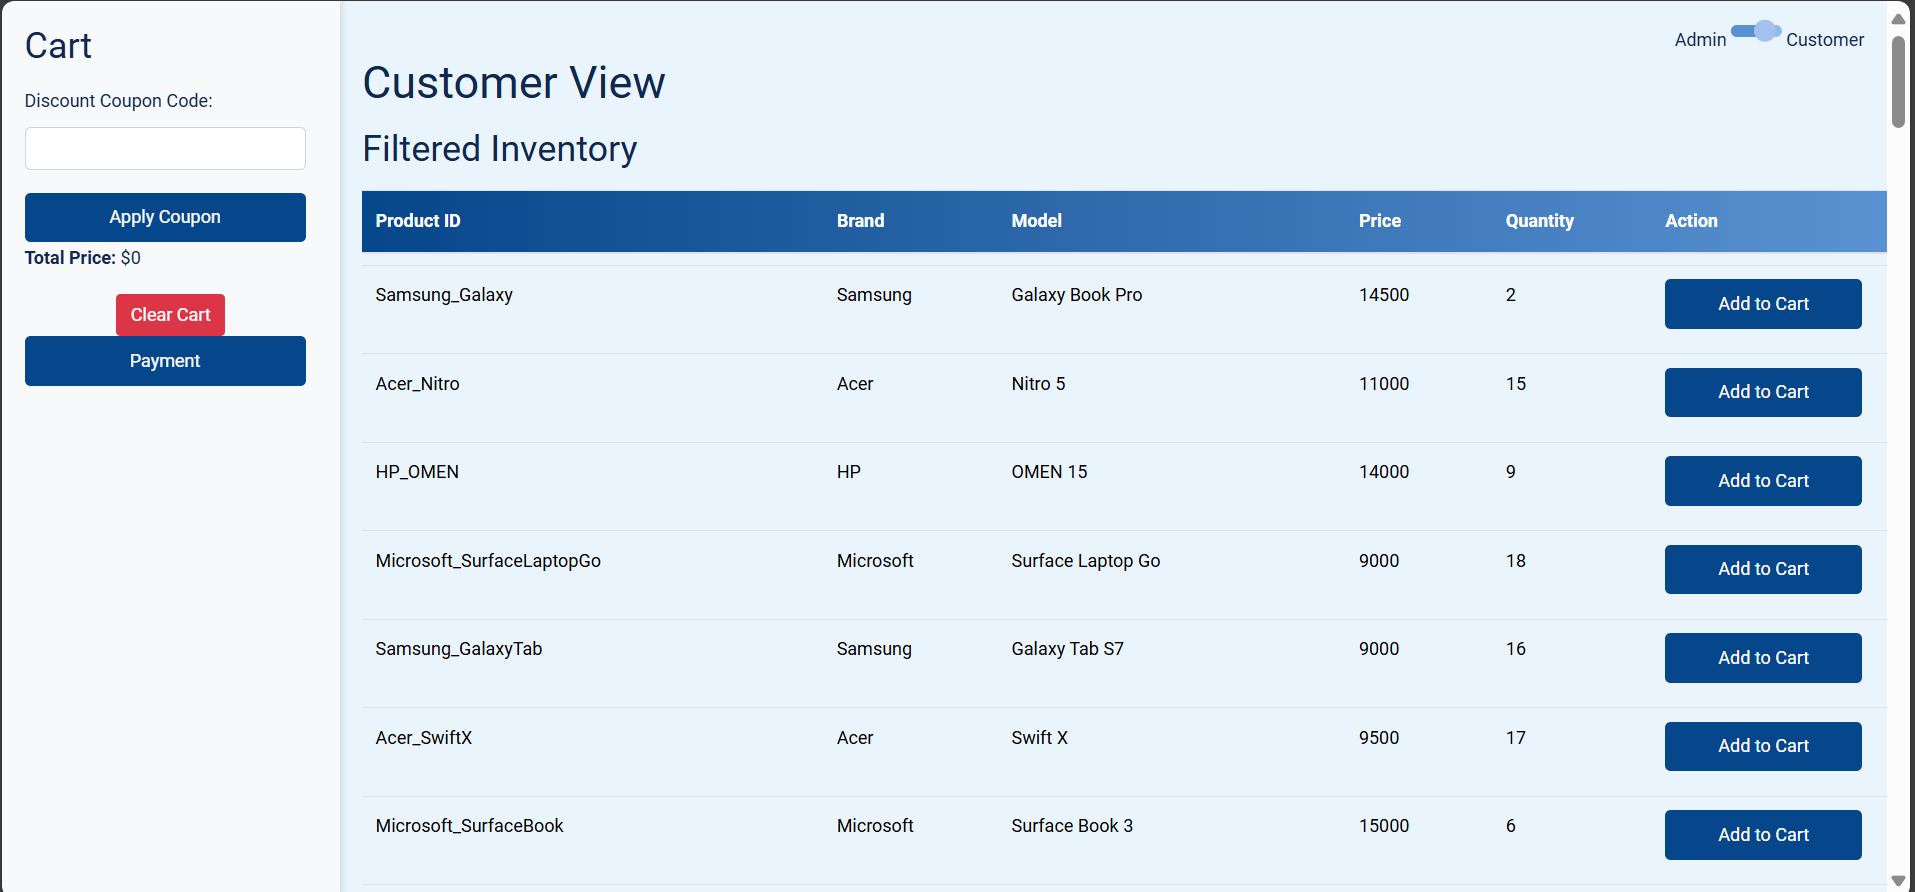 Cart
Discount Coupon Code:
Apply Coupon
Total Price: $0
Clear Cart
Payment
Admin Customer
Customer View
Filtered Inventory
Product ID Brand Model Price Quantity Action
Samsung_Galaxy Samsung Galaxy Book Pro 14500 2 Add to Cart
Acer_Nitro Acer Nitro 5 11000 15 Add to Cart
HP_OMEN HP OMEN 15 14000 9 Add to Cart
Microsoft_SurfaceLaptopGo Microsoft Surface Laptop Go 9000 18 Add to Cart
Samsung_GalaxyTab Samsung Galaxy Tab S7 9000 16 Add to Cart
Acer_SwiftX Acer Swift X 9500 17 Add to Cart
Microsoft_SurfaceBook Microsoft Surface Book 3 15000 6 Add to Cart